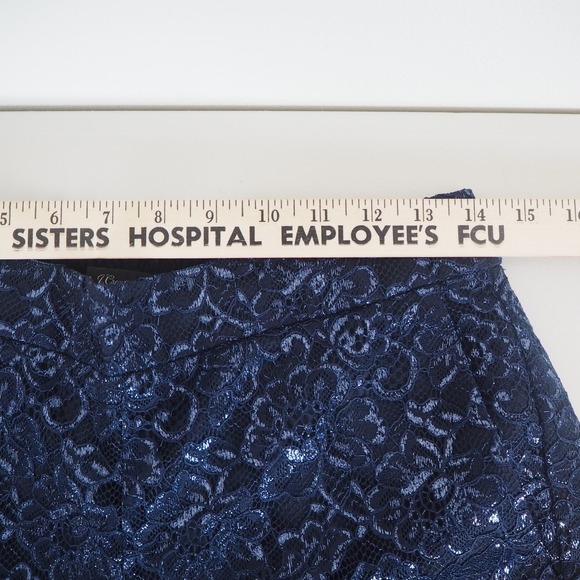 5 6 7 8 9 10 11 12 13 14 15 16
SISTERS HOSPITAL EMPLOYEE'S FCU